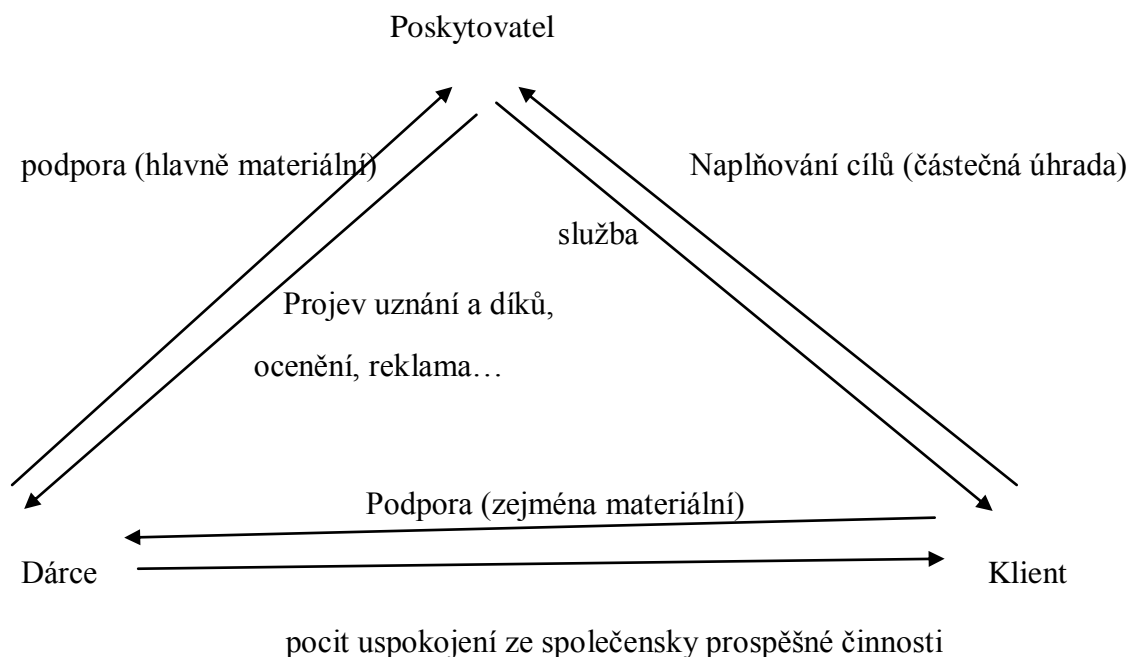 Poskytovatel
podpora (hlavně materiální)
Naplňování cílů (částečná úhrada)
služba
Projev uznání a díků,
ocenění, reklama…
Podpora (zejména materiální)
Dárce
Klient
pocit uspokojení ze společensky prospěšné činnosti